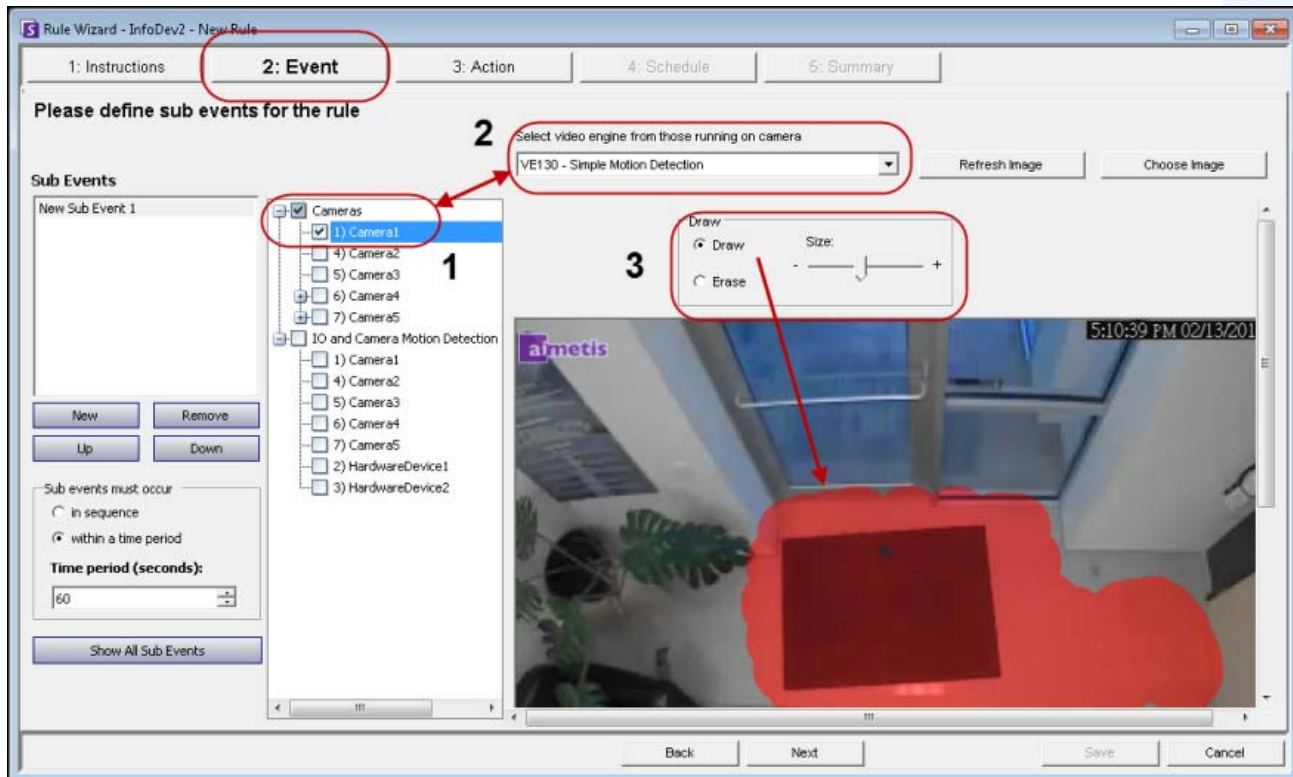 Rule Wizard - InfoDev2 - New Rule
1: Instructions
2: Event
3: Action
4: Schedule
5: Summary
Please define sub events for the rule
2
Select video engine from those running on camera
VE130 - Simple Motion Detection
Refresh Image
Choose Image
Sub Events
New Sub Event 1
New
Remove
Up
Down
Sub events must occur
in sequence
within a time period
Time period (seconds):
60
Show All Sub Events
Cameras
1) Camera1
4) Camera2
5) Camera3
6) Camera4
7) Camera5
IO and Camera Motion Detection
1) Camera1
4) Camera2
5) Camera3
6) Camera4
7) Camera5
2) HardwareDevice1
3) HardwareDevice2
1
3
Draw
Draw
Size:
- +
Erase
aimetis
5:10:39 PM 02/13/201
Back
Next
Save
Cancel